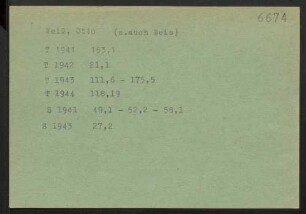 6674
Otto (s.auch Weis)
T 1941 153,1
T 1942 21,1
T 1943 111,6 - 175,5
T 1944 118,19
S 1941 49,1 - 52,2 - 58,1
S 1943 27,2